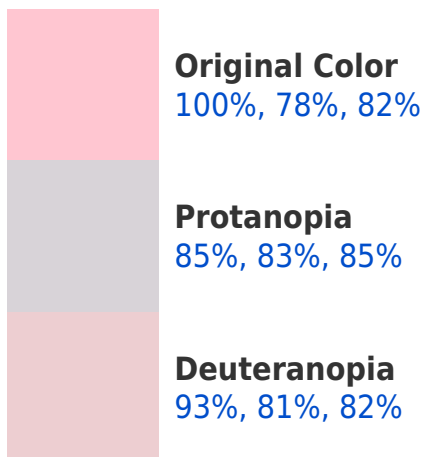 Original Color
100%, 78%, 82%
Protanopia
85%, 83%, 85%
Deuteranopia
93%, 81%, 82%